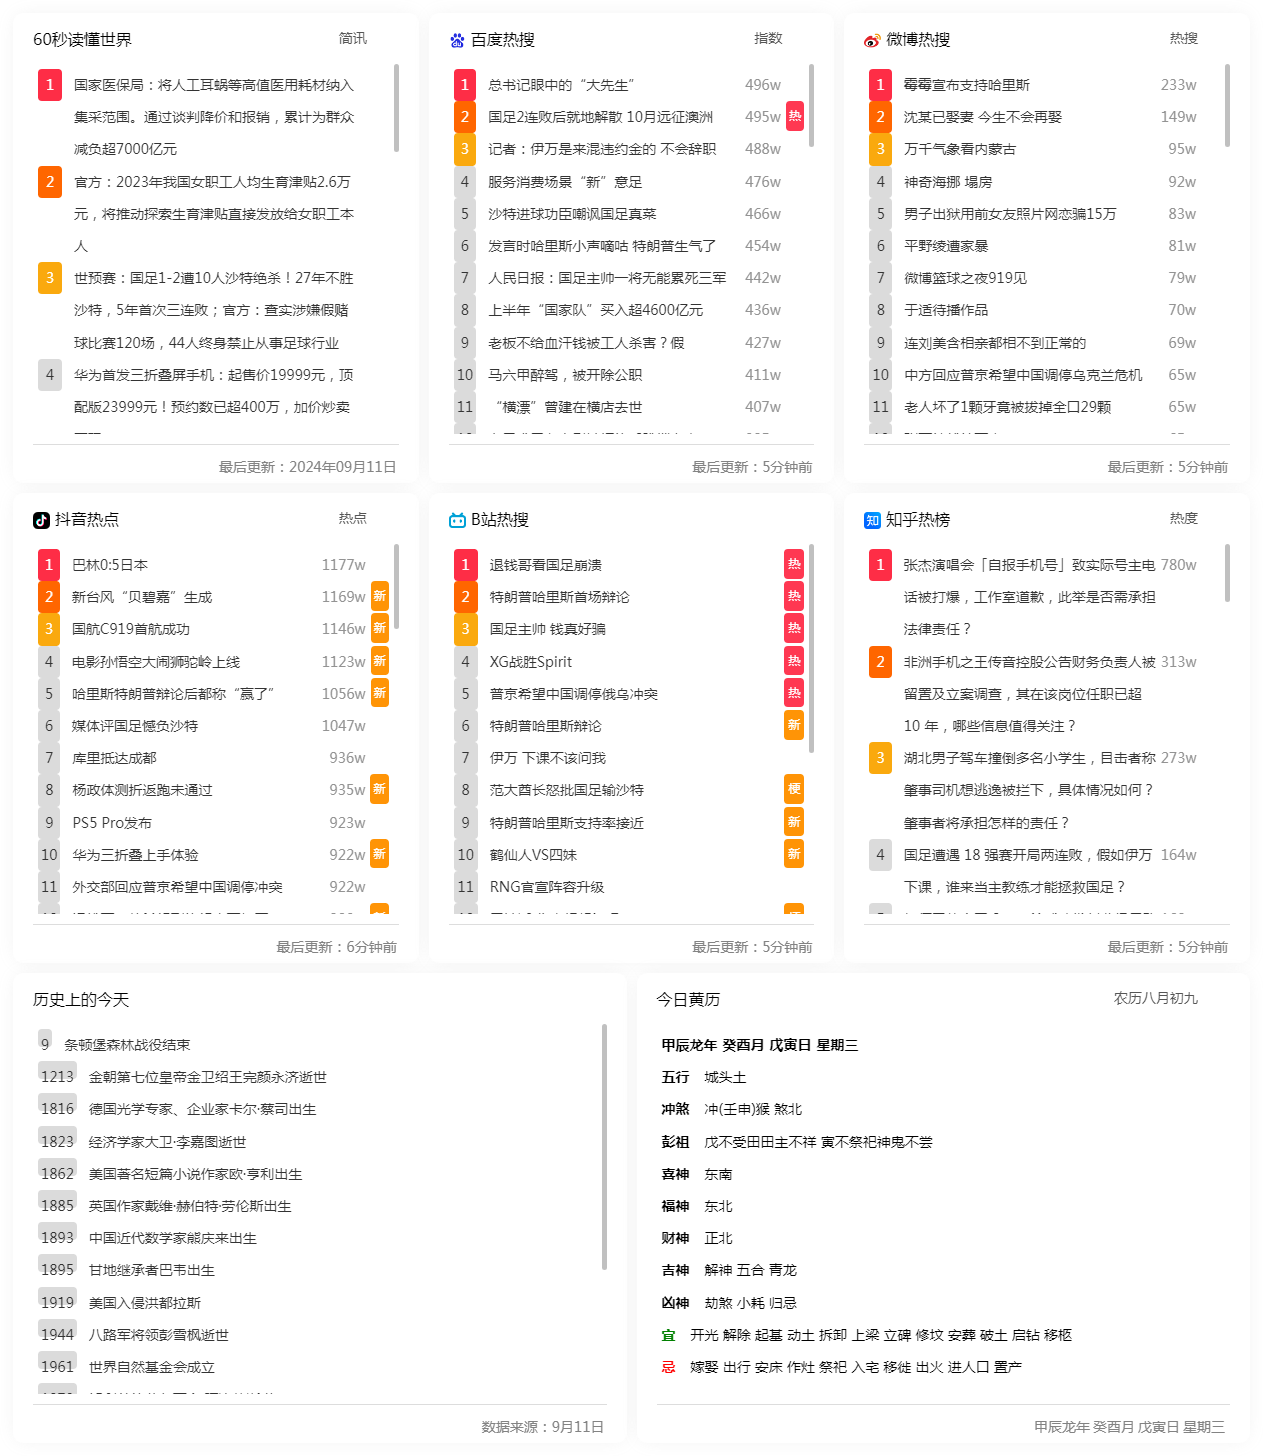 60秒读懂世界
简讯
1 国家医保局：将人工耳蜗等高值医用耗材纳入
集采范围。通过谈判降价和报销，累计为群众
减负超7000亿元
2 官方：2023年我国女职工人均生育津贴2.6万
元，将推动探索生育津贴直接发放给女职工本
人
3 世预赛：国足1-2遭10人沙特绝杀！27年不胜
沙特，5年首次三连败；官方：查实涉嫌假赌
球比赛120场，44人终身禁止从事足球行业
4 华为首发三折叠屏手机：起售价19999元，顶
配版23999元！预约数已超400万，加价炒卖
最后更新：2024年09月11日
百度热搜
指数
1 总书记眼中的“大先生” 496w
2 国足2连败后就地解散 10月远征澳洲 495w 热
3 记者：伊万是来混违约金的 不会辞职 488w
4 服务消费场景“新”意足 476w
5 沙特进球功臣嘲讽国足真菜 466w
6 发言时哈里斯小声嘀咕 特朗普生气了 454w
7 人民日报：国足主帅一将无能累死三军 442w
8 上半年“国家队”买入超4600亿元 436w
9 老板不给血汗钱被工人杀害？假 427w
10 马六甲醉驾，被开除公职 411w
11 “横漂”曾建在横店去世 407w
最后更新：5分钟前
微博热搜
热搜
1 霉霉宣布支持哈里斯 233w
2 沈某已娶妻 今生不会再娶 149w
3 万千气象看内蒙古 95w
4 神奇海挪 塌房 92w
5 男子出狱用前女友照片网恋骗15万 83w
6 平野绫遭家暴 81w
7 微博篮球之夜919见 79w
8 于适待播作品 70w
9 连刘美含相亲都相不到正常的 69w
10 中方回应普京希望中国调停乌克兰危机 65w
11 老人坏了1颗牙竟被拔掉全口29颗 65w
最后更新：5分钟前
抖音热点
热点
1 巴林0:5日本 1177w
2 新台风“贝碧嘉”生成 1169w 新
3 国航C919首航成功 1146w 新
4 电影孙悟空大闹狮驼岭上线 1123w 新
5 哈里斯特朗普辩论后都称“赢了” 1056w 新
6 媒体评国足憾负沙特 1047w
7 库里抵达成都 936w
8 杨政体测折返跑未通过 935w 新
9 PS5 Pro发布 923w
10 华为三折叠上手体验 922w 新
11 外交部回应普京希望中国调停冲突 922w
最后更新：6分钟前
B站热搜
1 退钱哥看国足崩溃 热
2 特朗普哈里斯首场辩论 热
3 国足主帅 钱真好骗 热
4 XG战胜Spirit 热
5 普京希望中国调停俄乌冲突 热
6 特朗普哈里斯辩论 新
7 伊万 下课不该问我
8 范大酋长怒批国足输沙特 梗
9 特朗普哈里斯支持率接近 新
10 鹤仙人VS四妹 新
11 RNG官宣阵容升级
最后更新：5分钟前
知 知乎热榜
热度
1 张杰演唱会「自报手机号」致实际号主电 780w
话被打爆，工作室道歉，此举是否需承担
法律责任？
2 非洲手机之王传音控股公告财务负责人被 313w
留置及立案调查，其在该岗位任职已超
10 年，哪些信息值得关注？
3 湖北男子驾车撞倒多名小学生，目击者称 273w
肇事司机想逃逸被拦下，具体情况如何？
肇事者将承担怎样的责任？
4 国足遭遇 18 强赛开局两连败，假如伊万 164w
下课，谁来当主教练才能拯救国足？
最后更新：5分钟前
历史上的今天
9 条顿堡森林战役结束
1213 金朝第七位皇帝金卫绍王完颜永济逝世
1816 德国光学专家、企业家卡尔·蔡司出生
1823 经济学家大卫·李嘉图逝世
1862 美国著名短篇小说作家欧·亨利出生
1885 英国作家戴维·赫伯特·劳伦斯出生
1893 中国近代数学家熊庆来出生
1895 甘地继承者巴韦出生
1919 美国入侵洪都拉斯
1944 八路军将领彭雪枫逝世
1961 世界自然基金会成立
数据来源：9月11日
今日黄历
农历八月初九
甲辰龙年 癸酉月 戊寅日 星期三
五行 城头土
冲煞 冲(壬申)猴 煞北
彭祖 戊不受田田主不祥 寅不祭祀神鬼不尝
喜神 东南
福神 东北
财神 正北
吉神 解神 五合 青龙
凶神 劫煞 小耗 归忌
宜 开光 解除 起基 动土 拆卸 上梁 立碑 修坟 安葬 破土 启钻 移柩
忌 嫁娶 出行 安床 作灶 祭祀 入宅 移徙 出火 进人口 置产
甲辰龙年 癸酉月 戊寅日 星期三